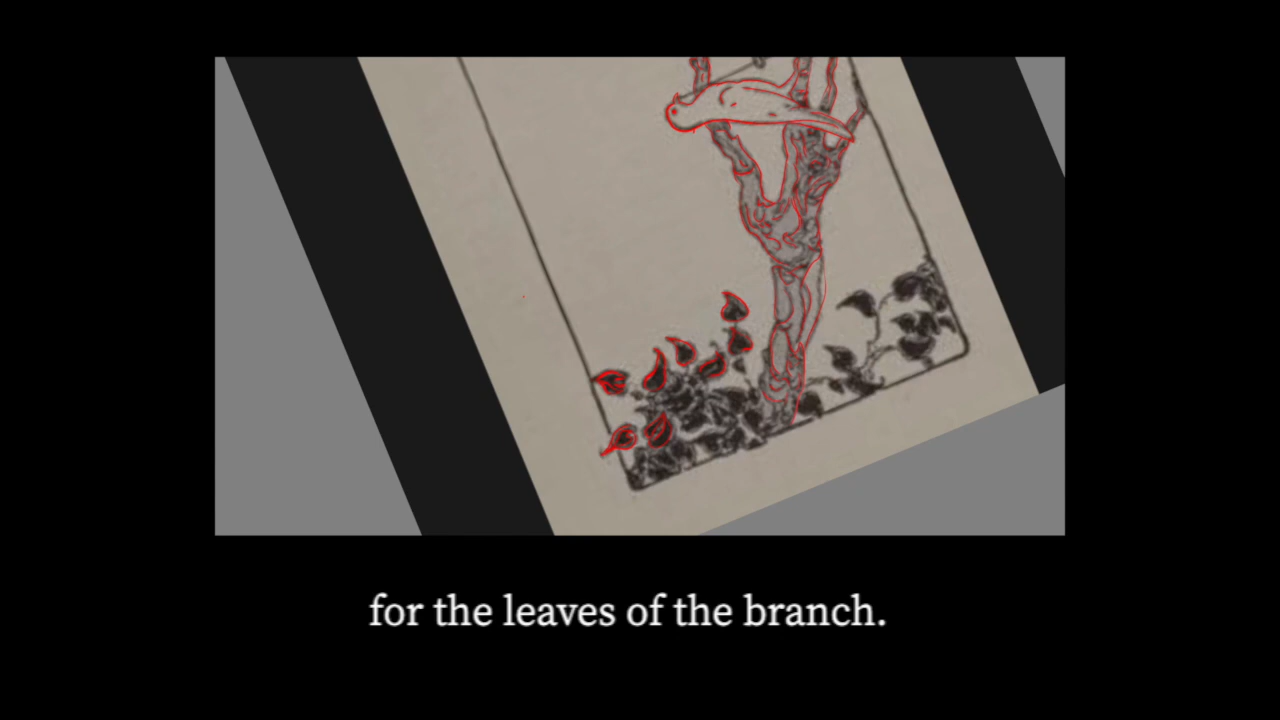 for the leaves of the branch.